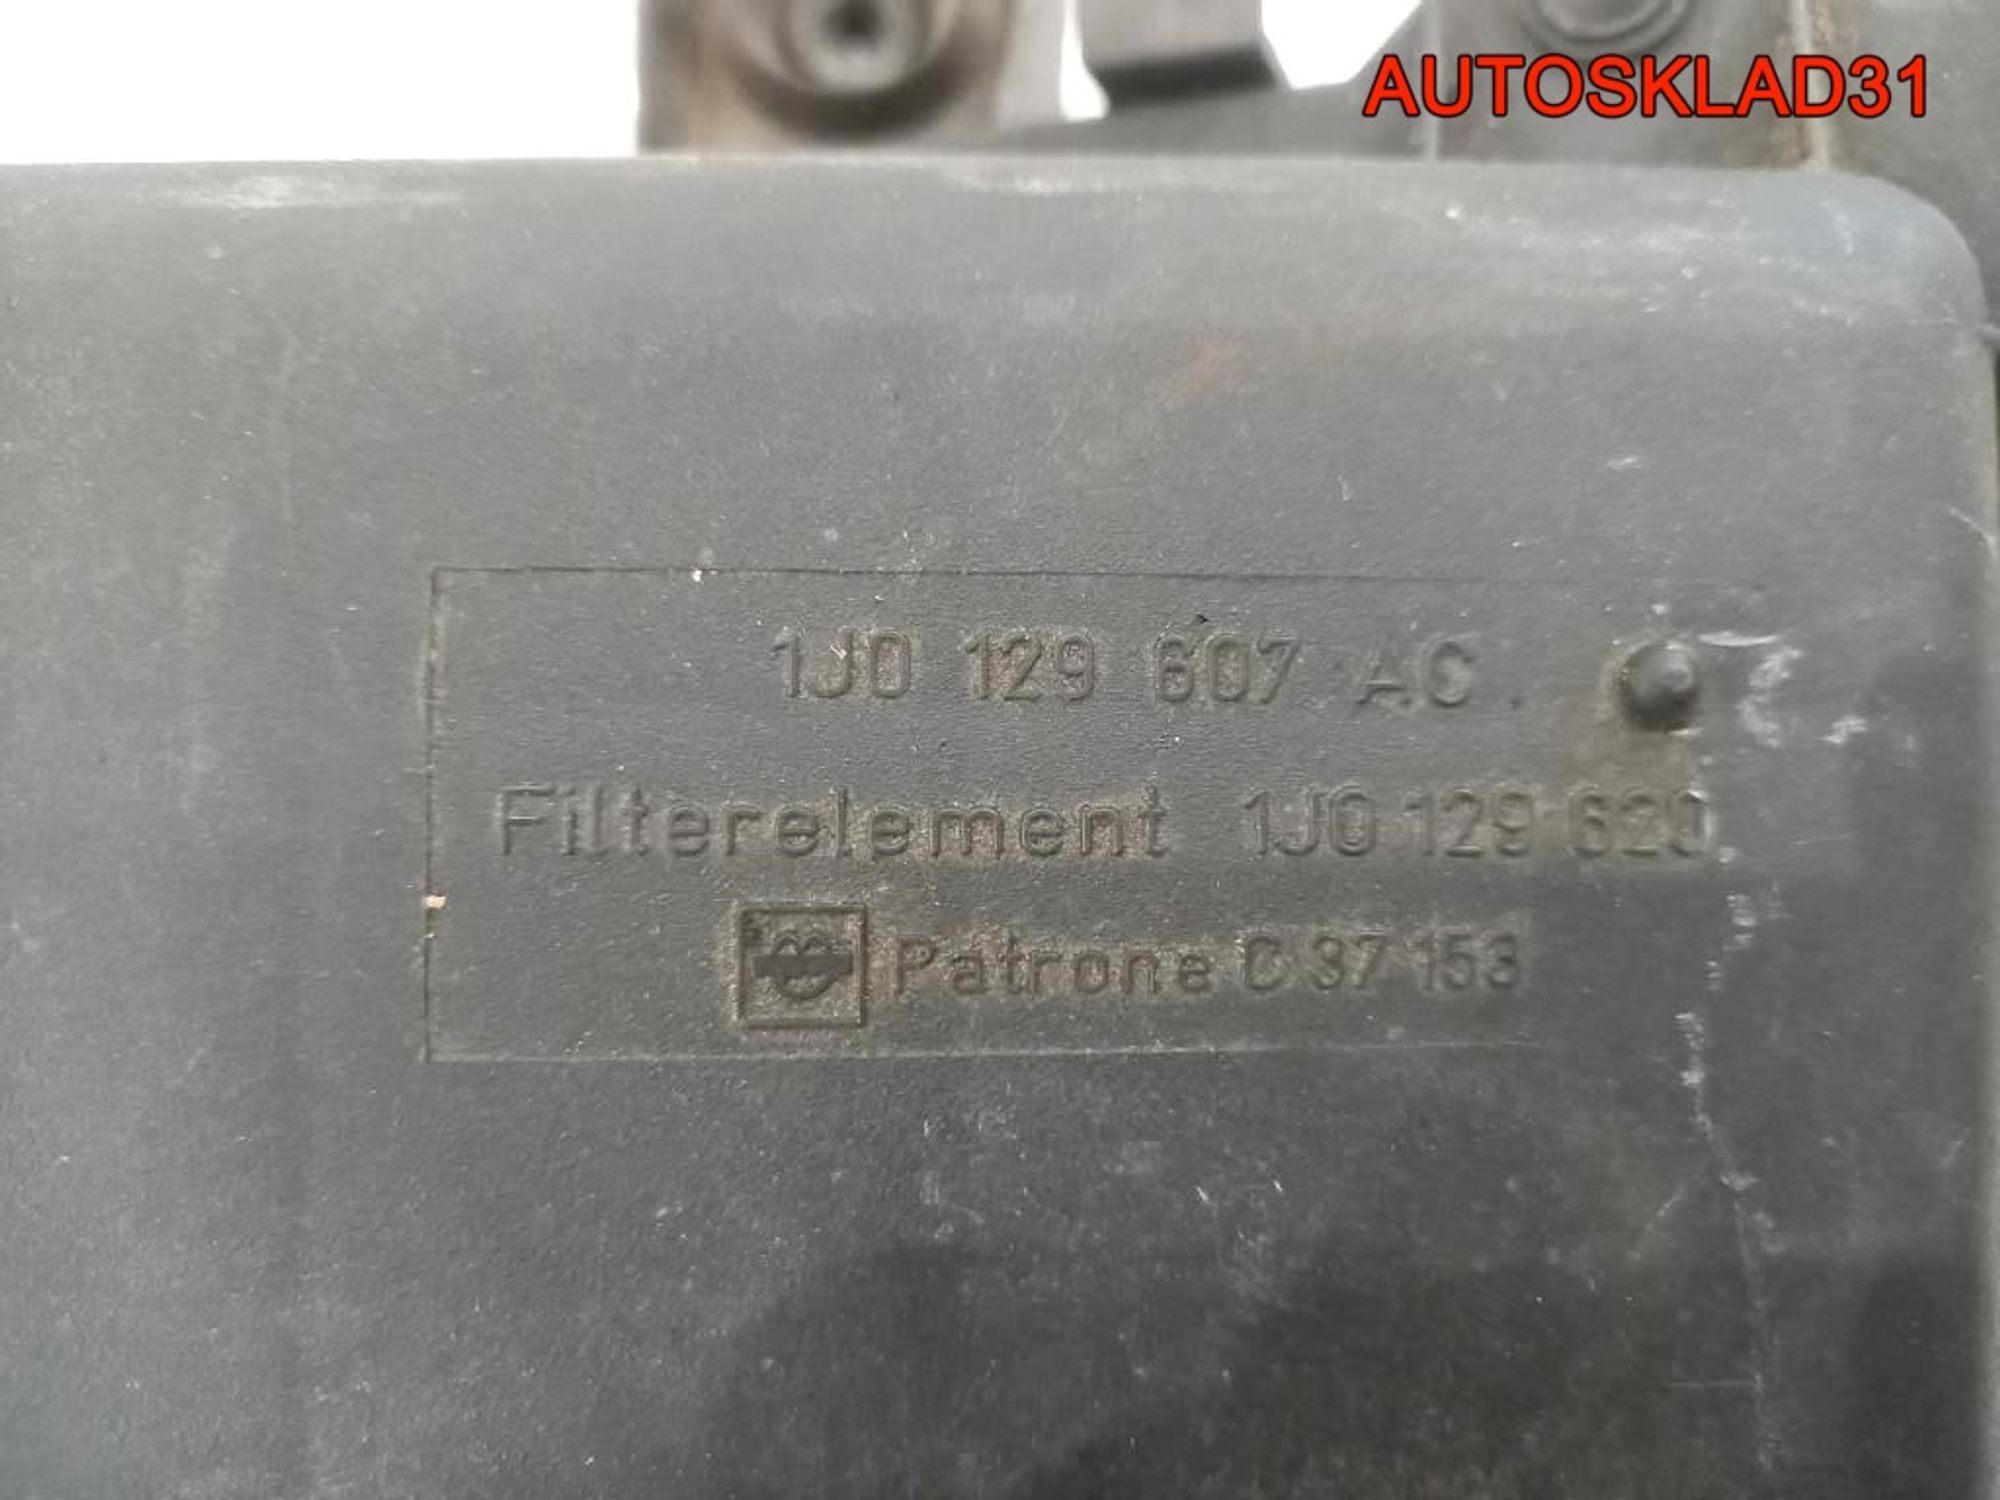 AUTOSKLAD31
1J0 129 607 AC .
Filterelement 1J0 129 620
Patrone C 37 153